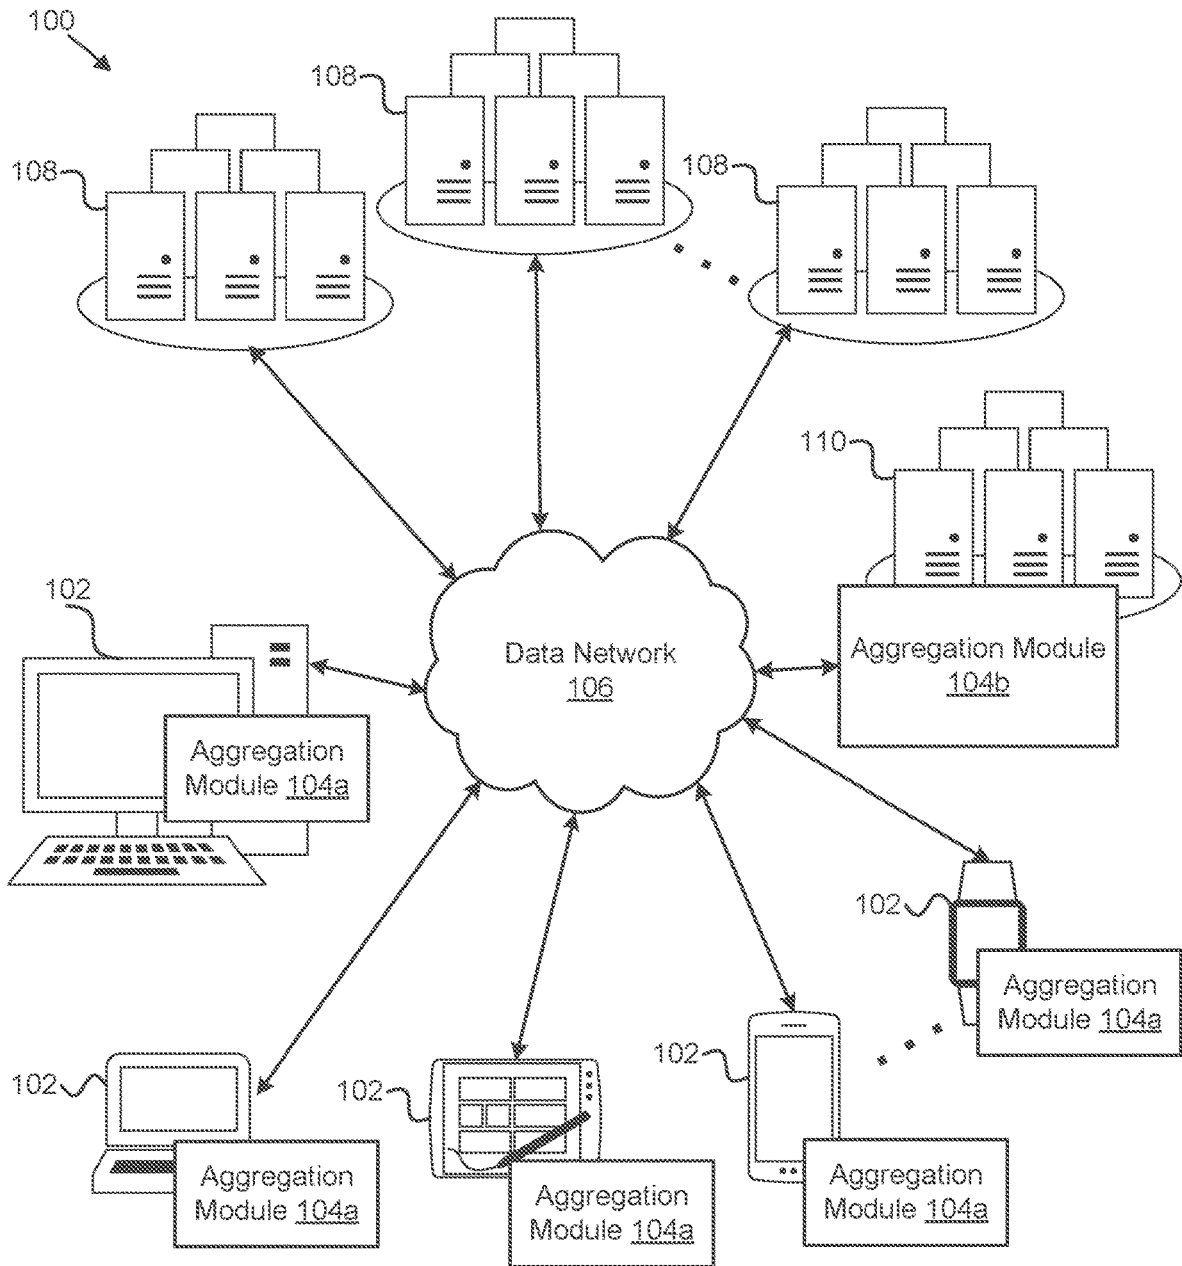 100
108
108
108
110
102
Data Network
106
Aggregation Module
104b
Aggregation
Module 104a
102
Aggregation
Module 104a
102
Aggregation
Module 104a
102
Aggregation
Module 104a
102
Aggregation
Module 104a